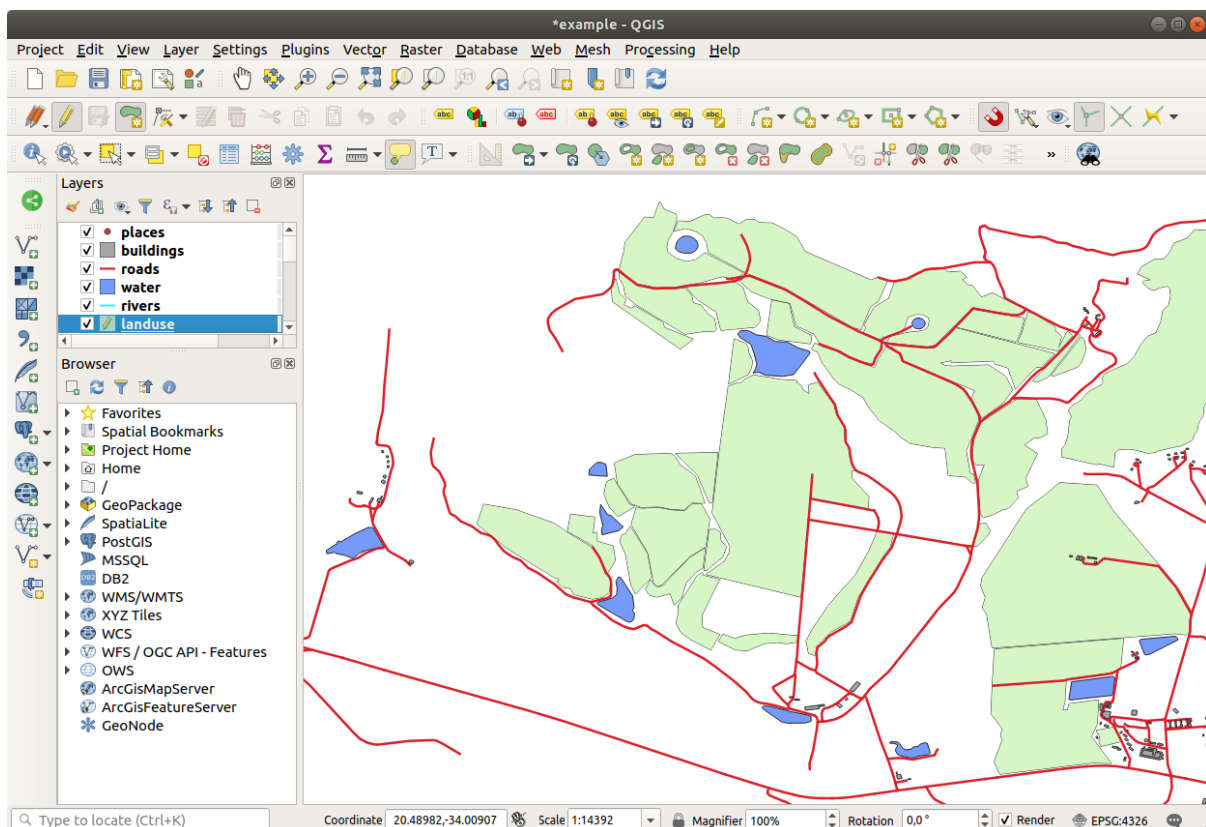 *example - QGIS
Project Edit View Layer Settings Plugins Vector Raster Database Web Mesh Processing Help
Layers
places
buildings
roads
water
rivers
landuse
Browser
Favorites
Spatial Bookmarks
Project Home
Home
/
GeoPackage
SpatiaLite
PostGIS
MSSQL
DB2
WMS/WMTS
XYZ Tiles
WCS
WFS / OGC API - Features
OWS
ArcGisMapServer
ArcGisFeatureServer
GeoNode
Type to locate (Ctrl+K) Coordinate 20.48982,-34.00907 Scale 1:14392 Magnifier 100% Rotation 0,0 ° Render EPSG:4326